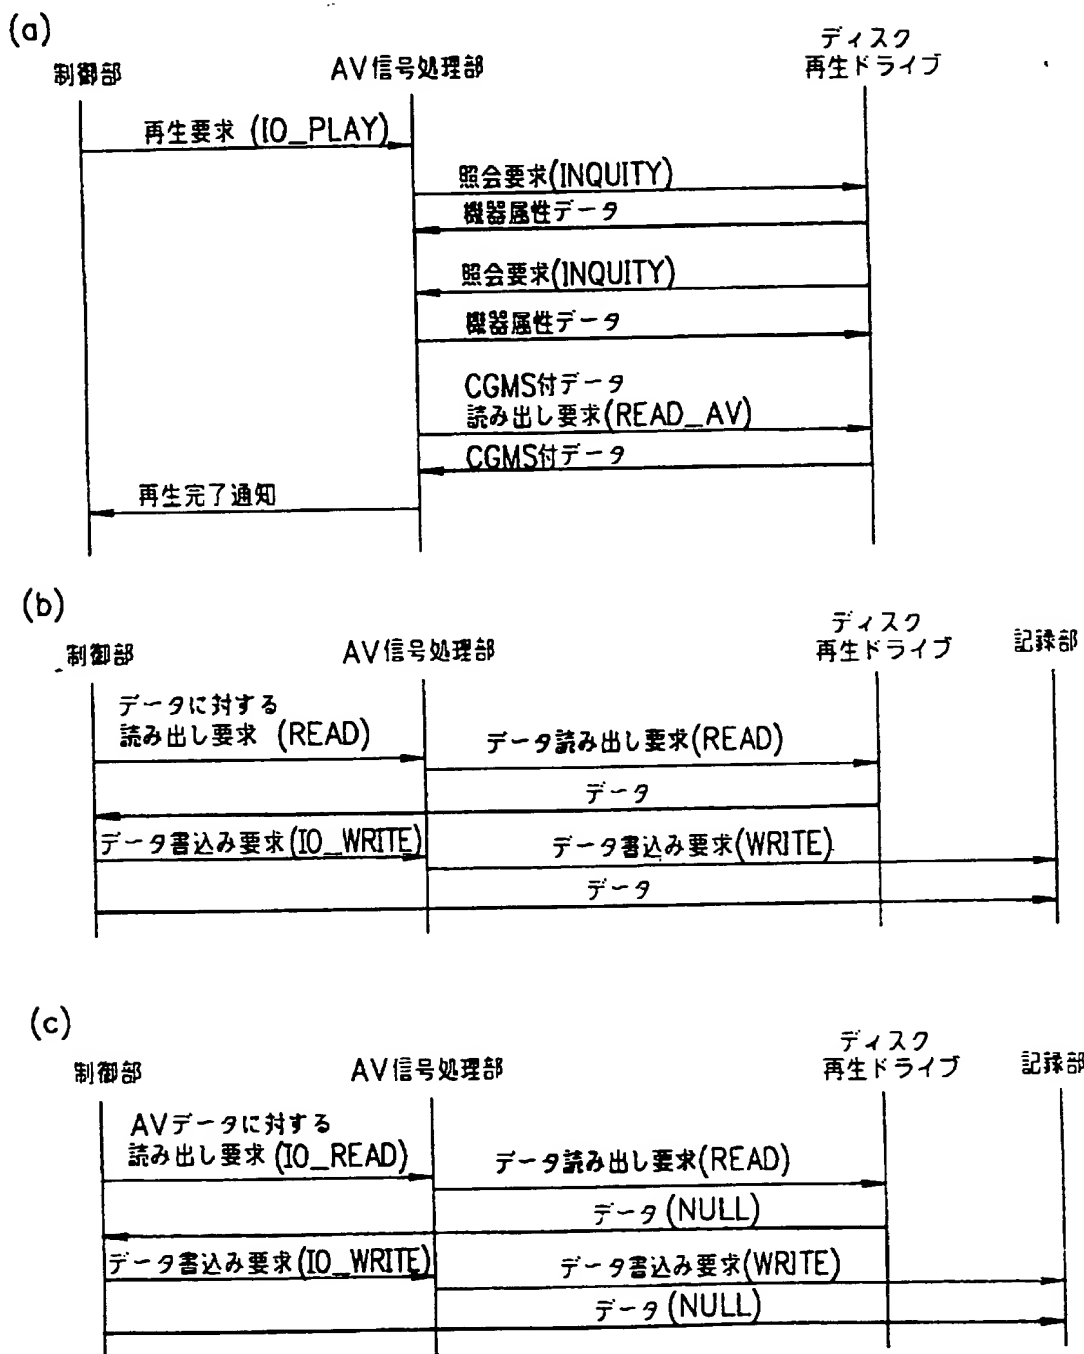 (a)
制御部
AV信号処理部
ディスク
再生ドライブ
再生要求 (IO_PLAY)
照会要求(INQUITY)
機器属性データ
照会要求(INQUITY)
機器属性データ
CGMS付データ
読み出し要求(READ_AV)
CGMS付データ
再生完了通知
(b)
制御部
AV信号処理部
ディスク
再生ドライブ
記録部
データに対する
読み出し要求 (READ)
データ読み出し要求(READ)
データ
データ書込み要求(IO_WRITE)
データ書込み要求(WRITE)
データ
(c)
制御部
AV信号処理部
ディスク
再生ドライブ
記録部
AVデータに対する
読み出し要求(IO_READ)
データ読み出し要求(READ)
データ(NULL)
データ書込み要求(IO_WRITE)
データ書込み要求(WRITE)
データ(NULL)